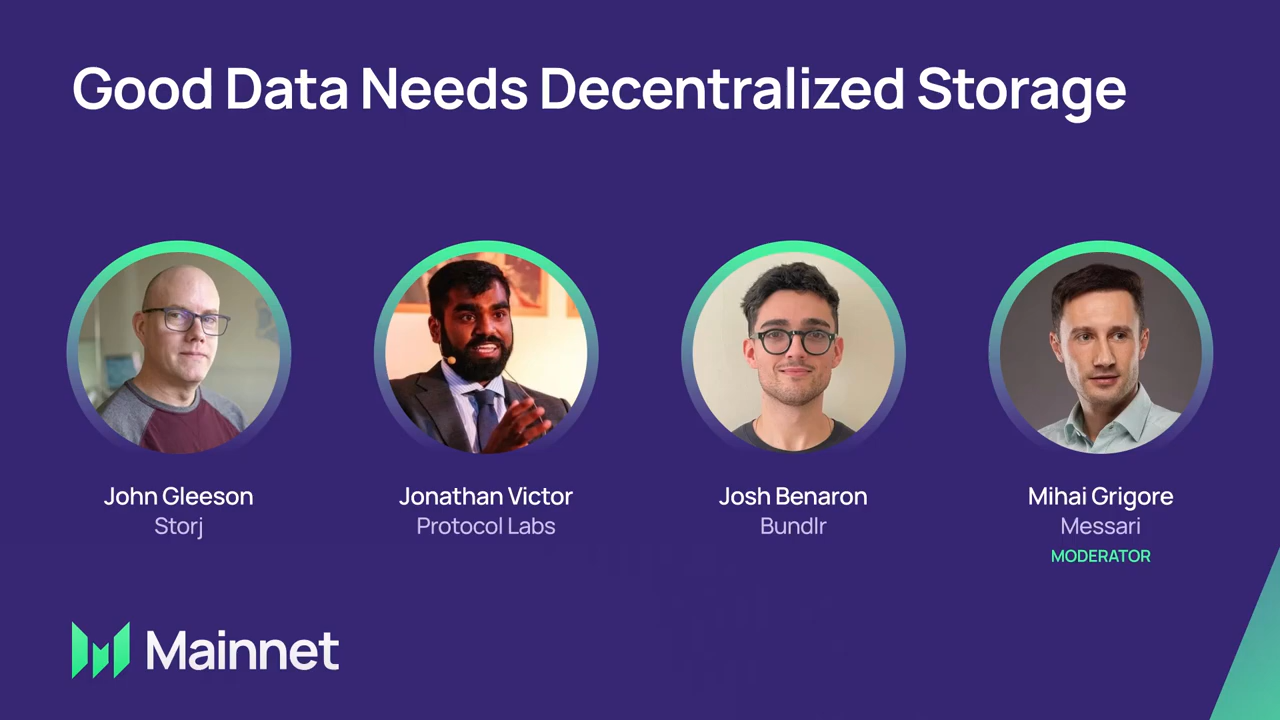 Good Data Needs Decentralized Storage
John Gleeson
Storj
Jonathan Victor
Protocol Labs
Josh Benaron
Bundlr
Mihai Grigore
Messari
MODERATOR
Mainnet